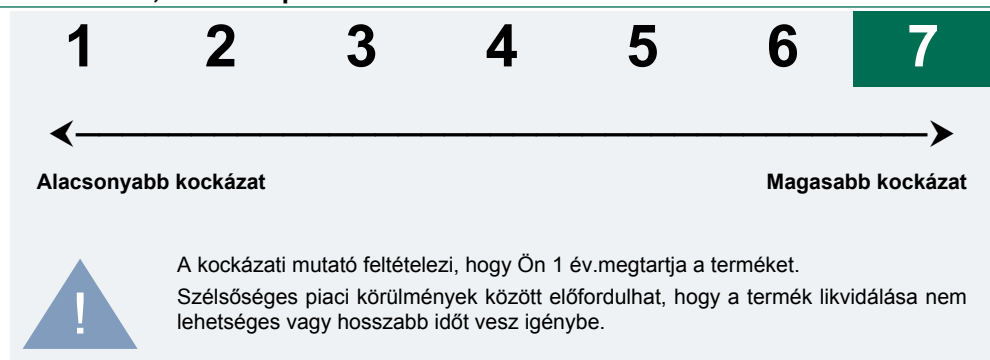 1 2 3 4 5 6 7
Alacsonyabb kockázat Magasabb kockázat
A kockázati mutató feltételezi, hogy Ön 1 év.megtartja a terméket.
Szélsőséges piaci körülmények között előfordulhat, hogy a termék likvidálása nem
lehetséges vagy hosszabb időt vesz igénybe.
!